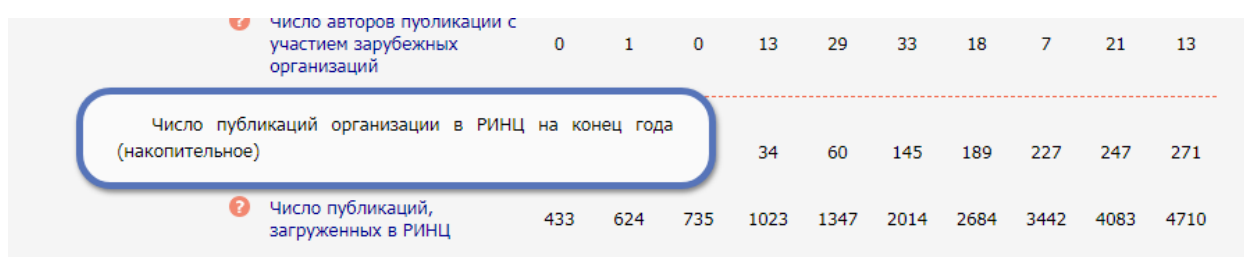 ? Число авторов публикации с
участием зарубежных 0 1 0 13 29 33 18 7 21 13
организаций
Число публикаций организации в РИНЦ на конец года
(накопительное) 34 60 145 189 227 247 271
? Число публикаций,
загруженных в РИНЦ 433 624 735 1023 1347 2014 2684 3442 4083 4710